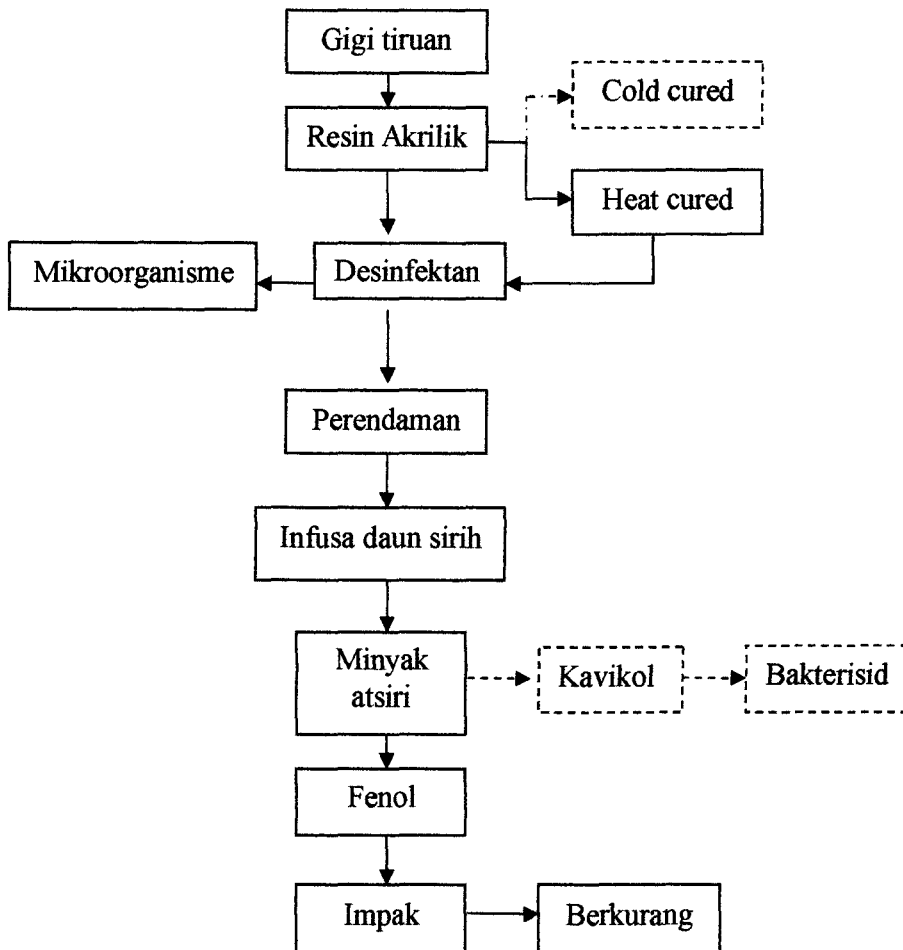 Gigi tiruan
Cold cured
Resin Akrilik
Heat cured
Mikroorganisme
Desinfektan
Perendaman
Infusa daun sirih
Minyak
atsiri
Kavikol
Bakterisid
Fenol
Impak
Berkurang